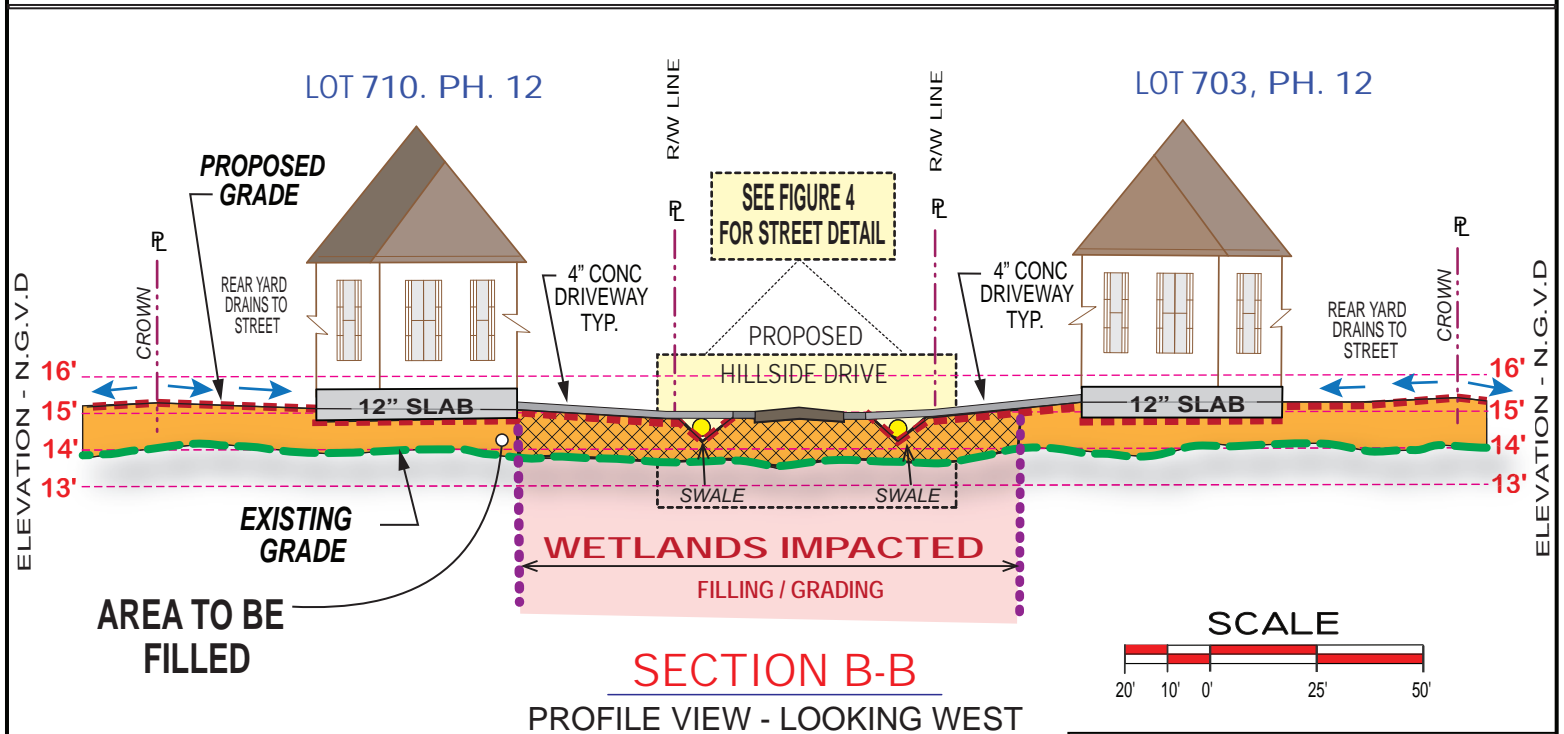 LOT 710. PH. 12
LOT 703, PH. 12
R/W LINE
R/W LINE
PROPOSED
GRADE
SEE FIGURE 4
FOR STREET DETAIL
PL
PL
PL
PL
4” CONC
DRIVEWAY
TYP.
4” CONC
DRIVEWAY
TYP.
REAR YARD
DRAINS TO
STREET
REAR YARD
DRAINS TO
STREET
CROWN
CROWN
ELEVATION - N.G.V.D
ELEVATION - N.G.V.D
PROPOSED
HILLSIDE DRIVE
16'
16'
15'
15'
12” SLAB
12” SLAB
14'
14'
13'
13'
SWALE
SWALE
EXISTING
GRADE
WETLANDS IMPACTED
FILLING / GRADING
AREA TO BE
FILLED
SCALE
20' 10' 0' 25' 50'
SECTION B-B
PROFILE VIEW - LOOKING WEST